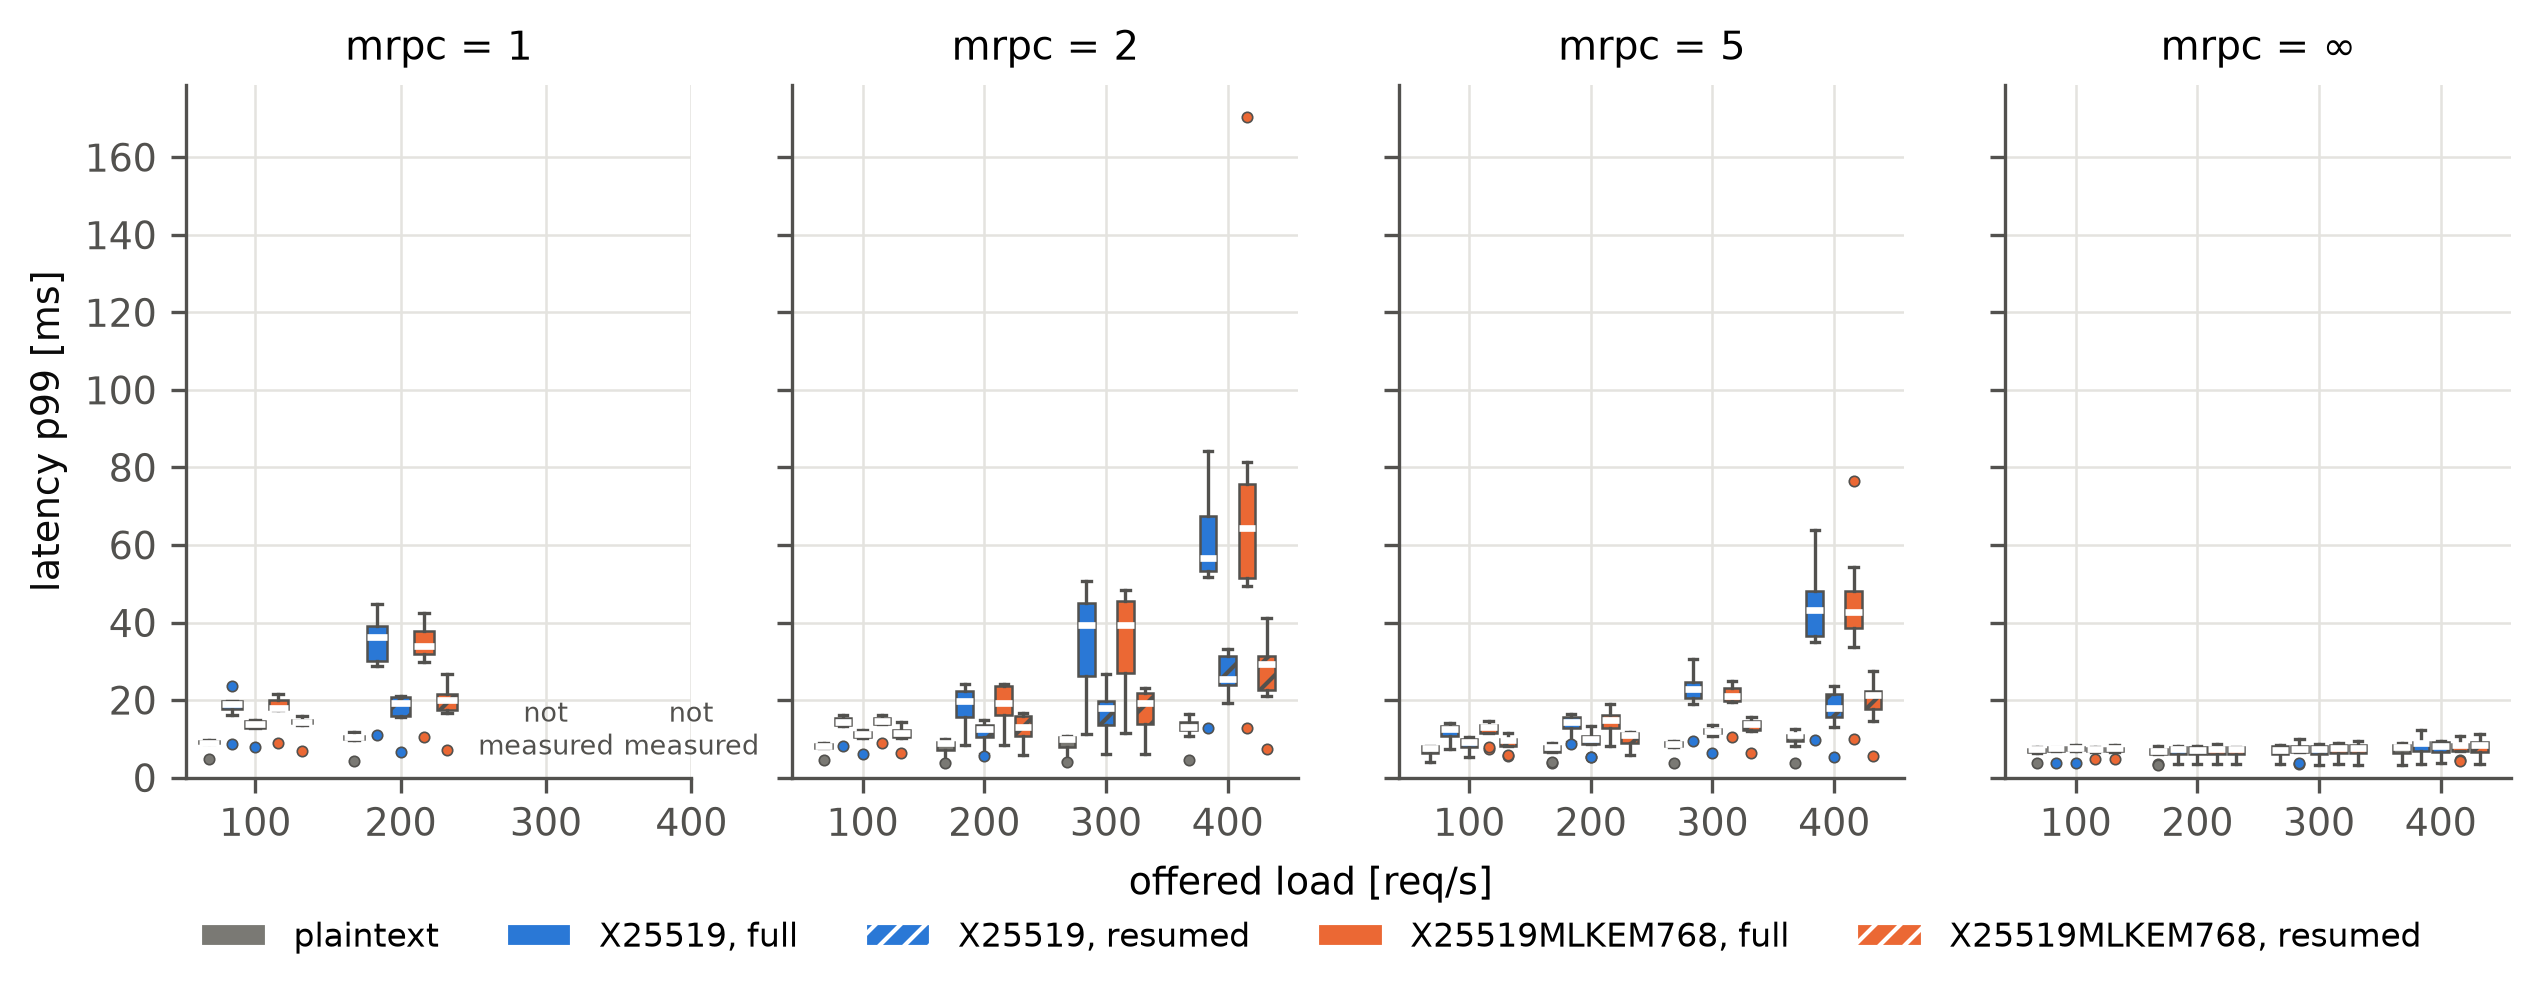 mrpc = 1
mrpc = 2
mrpc = 5
mrpc = ∞
latency p99 [ms]
160
140
120
100
80
60
40
20
0
not measured
not measured
100 200 300 400
100 200 300 400
100 200 300 400
100 200 300 400
offered load [req/s]
plaintext X25519, full X25519, resumed X25519MLKEM768, full X25519MLKEM768, resumed